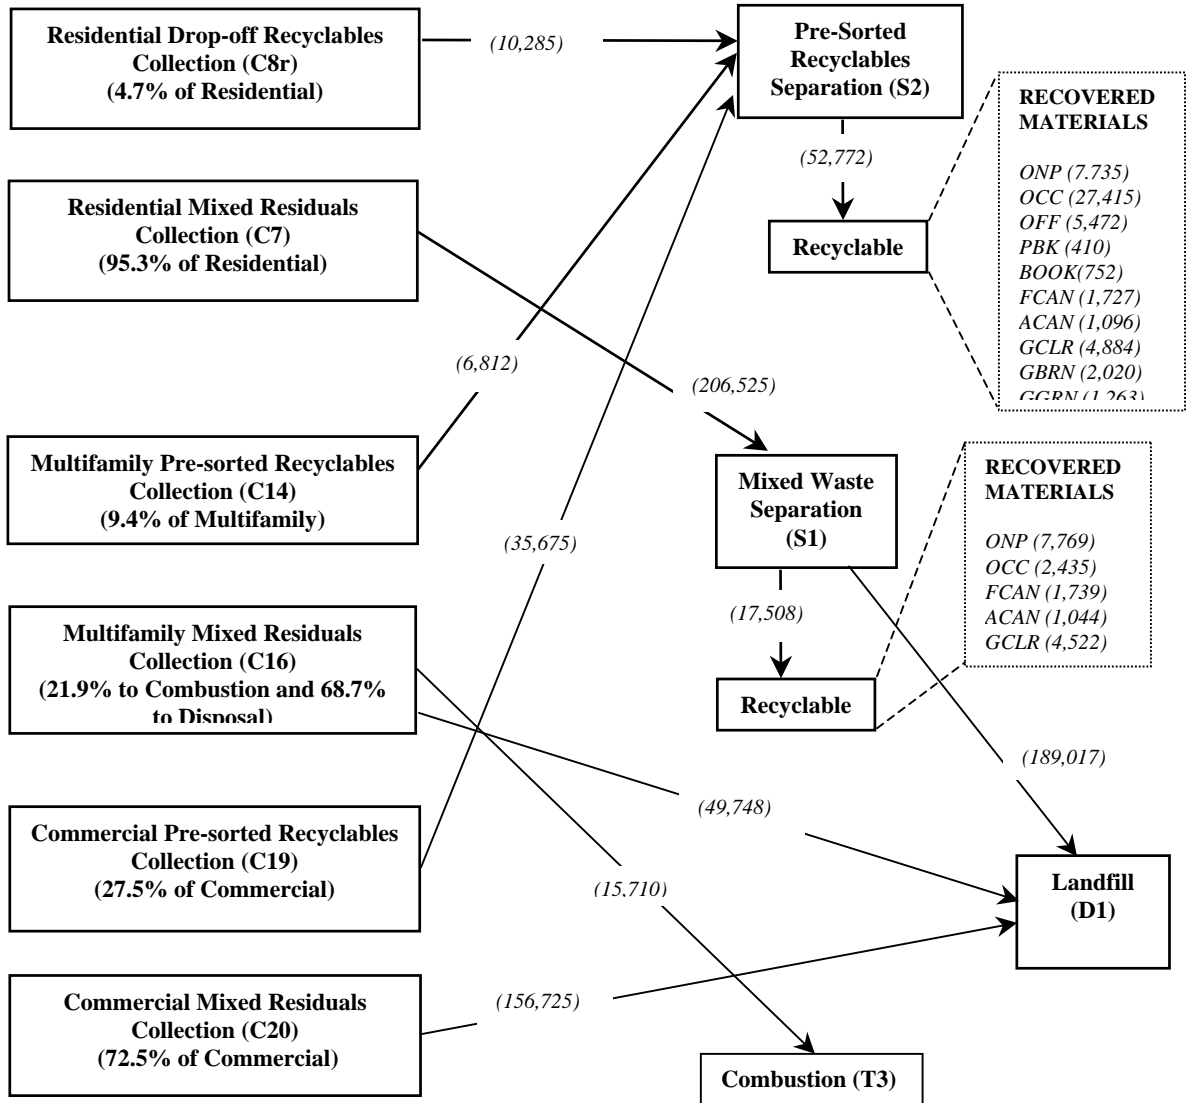 Residential Drop-off Recyclables
Collection (C8r)
(4.7% of Residential)
(10,285)
Pre-Sorted
Recyclables
Separation (S2)
(52,772)
Recyclable
RECOVERED
MATERIALS
ONP (7.735)
OCC (27,415)
OFF (5,472)
PBK (410)
BOOK(752)
FCAN (1,727)
ACAN (1,096)
GCLR (4,884)
GBRN (2,020)
GGRN (1,263)
Residential Mixed Residuals
Collection (C7)
(95.3% of Residential)
(6,812)
(206,525)
Multifamily Pre-sorted Recyclables
Collection (C14)
(9.4% of Multifamily)
(35,675)
Mixed Waste
Separation
(S1)
(17,508)
Recyclable
RECOVERED
MATERIALS
ONP (7,769)
OCC (2,435)
FCAN (1,739)
ACAN (1,044)
GCLR (4,522)
Multifamily Mixed Residuals
Collection (C16)
(21.9% to Combustion and 68.7%
to Disposal)
(189,017)
(49,748)
Commercial Pre-sorted Recyclables
Collection (C19)
(27.5% of Commercial)
(15,710)
Landfill
(D1)
Commercial Mixed Residuals
Collection (C20)
(72.5% of Commercial)
(156,725)
Combustion (T3)